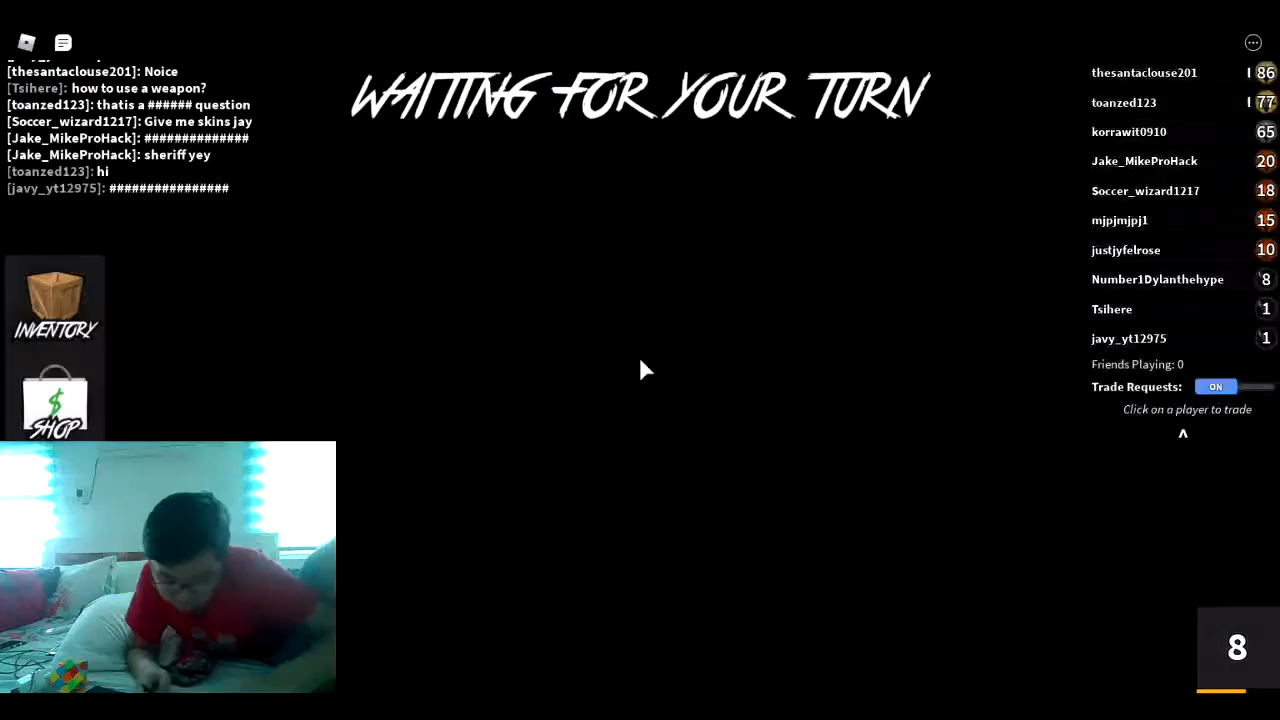 [thesantaclouse201]: Noice
[Tsihere]: how to use a weapon?
[toanzed123]: thatis a ###### question
[Soccer_wizard1217]: Give me skins jay
[Jake_MikeProHack]: ##############
[Jake_MikeProHack]: sheriff yey
[toanzed123]: hi
[javy_yt12975]: ################
WAITING FOR YOUR TURN
INVENTORY
$
SHOP
thesantaclouse201 I 86
toanzed123 I 77
korrawit0910 65
Jake_MikeProHack 20
Soccer_wizard1217 18
mjpjmjpj1 15
justjyfelrose 10
Number1Dylanthehype 8
Tsihere 1
javy_yt12975 1
Friends Playing: 0
Trade Requests: ON
Click on a player to trade
8